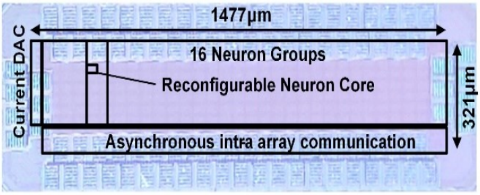 1477µm
Current DAC
16 Neuron Groups
Reconfigurable Neuron Core
321µm
Asynchronous intra array communication